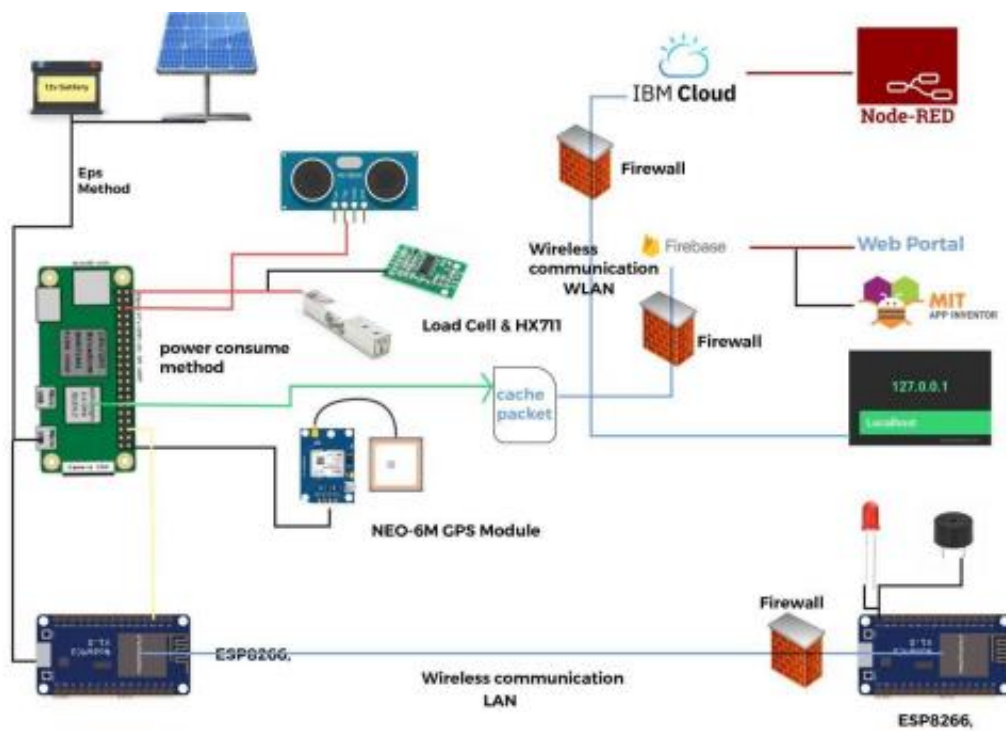 12v Battery
Eps
Method
IBM Cloud
Node-RED
Firewall
Wireless
communication
WLAN
Firebase
Web Portal
MIT
APP INVENTOR
Load Cell & HX711
Firewall
power consume
method
cache
packet
127.0.0.1
Localhost
NEO-6M GPS Module
Firewall
ESP8266,
Wireless communication
LAN
ESP8266,